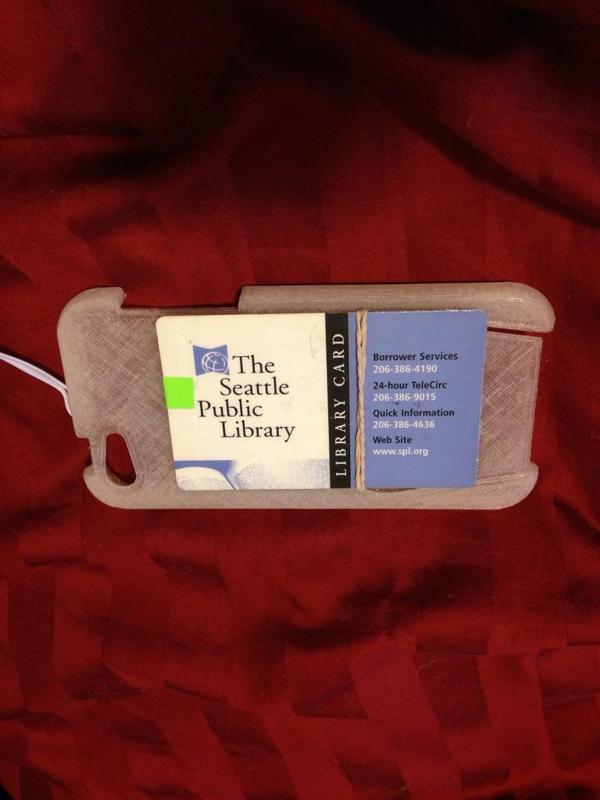 The
Seattle
Public
Library
LIBRARY CARD
Borrower Services
206-386-4190
24-hour TeleCirc
206-386-9015
Quick Information
206-386-4636
Web Site
www.spl.org